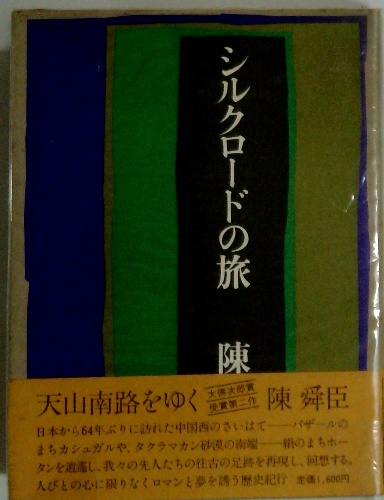 シルクロードの旅
陳
天山南路をゆく
大佛次郎賞
受賞第二作
陳 舜臣
日本から64年ぶりに訪れた中国西のさいはて──バザールの
まちカシュガルや、タクラマカン砂漠の南端──絹のまちホー
タンを逍遥し、我々の先人たちの往古の足跡を再現し、回想する。
人びとの心に限りなくロマンと夢を誘う歴史紀行
定価1,600円